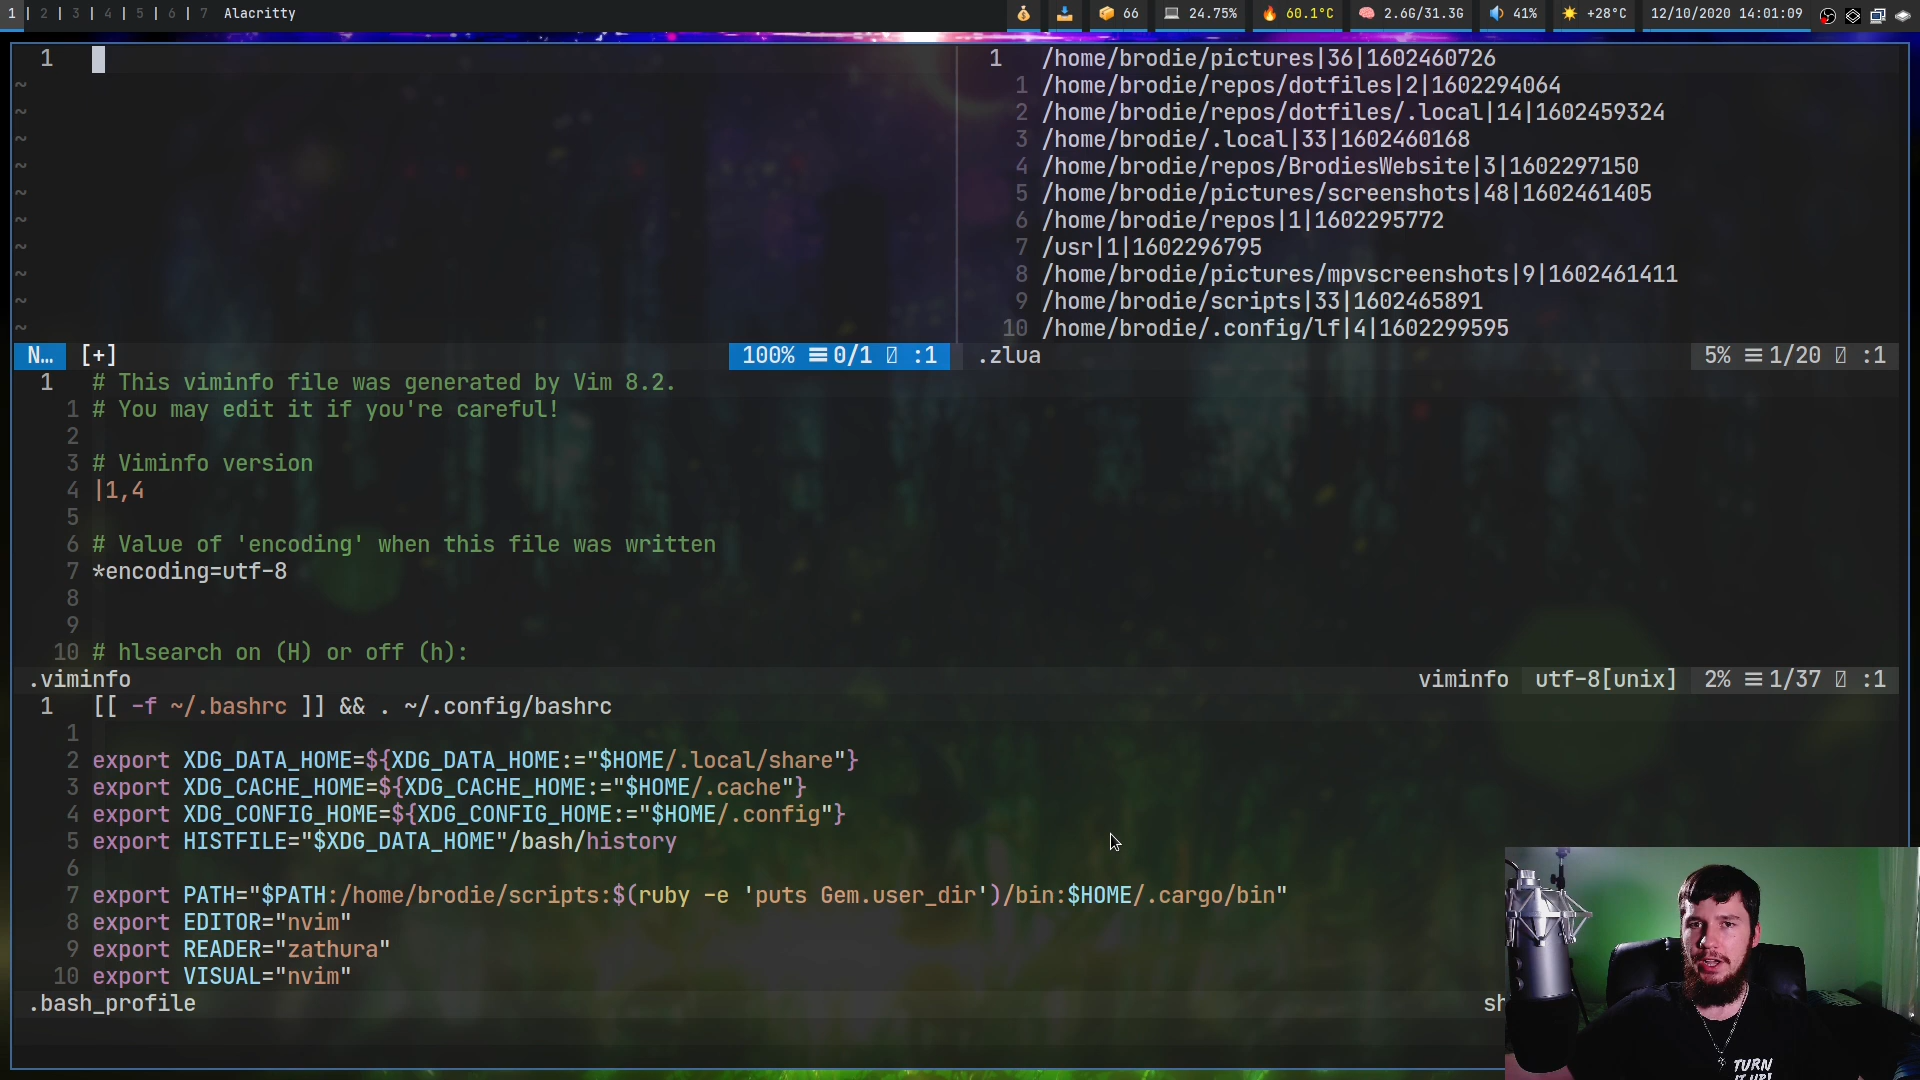 1 | 2 | 3 | 4 | 5 | 6 | 7 Alacritty
66 24.75% 60.1°C 2.6G/31.3G 41% +28°C 12/10/2020 14:01:09
1
~
~
~
~
~
~
~
~
~
~
N… [+] 100% ≡0/1 :1
1 /home/brodie/pictures|36|1602460726
1 /home/brodie/repos/dotfiles|2|1602294064
2 /home/brodie/repos/dotfiles/.local|14|1602459324
3 /home/brodie/.local|33|1602460168
4 /home/brodie/repos/BrodiesWebsite|3|1602297150
5 /home/brodie/pictures/screenshots|48|1602461405
6 /home/brodie/repos|1|1602295772
7 /usr|1|1602296795
8 /home/brodie/pictures/mpvscreenshots|9|1602461411
9 /home/brodie/scripts|33|1602465891
10 /home/brodie/.config/lf|4|1602299595
.zlua 5% ≡1/20 :1
1 # This viminfo file was generated by Vim 8.2.
1 # You may edit it if you're careful!
2
3 # Viminfo version
4 |1,4
5
6 # Value of 'encoding' when this file was written
7 *encoding=utf-8
8
9
10 # hlsearch on (H) or off (h):
.viminfo viminfo utf-8[unix] 2% ≡1/37 :1
1 [[ -f ~/.bashrc ]] && . ~/.config/bashrc
1
2 export XDG_DATA_HOME=${XDG_DATA_HOME:="$HOME/.local/share"}
3 export XDG_CACHE_HOME=${XDG_CACHE_HOME:="$HOME/.cache"}
4 export XDG_CONFIG_HOME=${XDG_CONFIG_HOME:="$HOME/.config"}
5 export HISTFILE="$XDG_DATA_HOME"/bash/history
6
7 export PATH="$PATH:/home/brodie/scripts:$(ruby -e 'puts Gem.user_dir')/bin:$HOME/.cargo/bin"
8 export EDITOR="nvim"
9 export READER="zathura"
10 export VISUAL="nvim"
.bash_profile sh
TURN
IT UP!